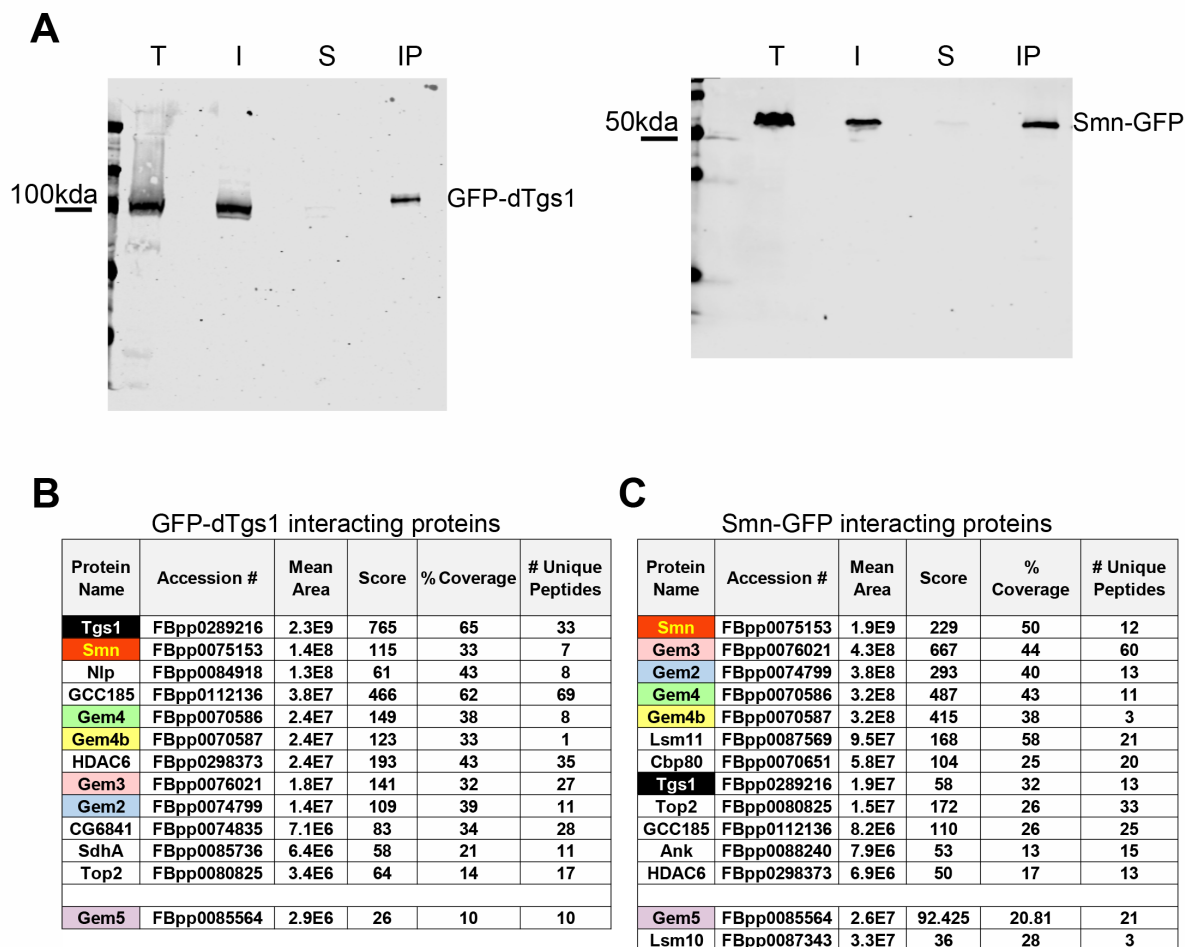 A
T I S IP
T I S IP
100kda
GFP-dTgs1
50kda
Smn-GFP
B
GFP-dTgs1 interacting proteins
Protein Name Accession # Mean Area Score % Coverage # Unique Peptides
Tgs1 FBpp0289216 2.3E9 765 65 33
Smn FBpp0075153 1.4E8 115 33 7
Nlp FBpp0084918 1.3E8 61 43 8
GCC185 FBpp0112136 3.8E7 466 62 69
Gem4 FBpp0070586 2.4E7 149 38 8
Gem4b FBpp0070587 2.4E7 123 33 1
HDAC6 FBpp0298373 2.4E7 193 43 35
Gem3 FBpp0076021 1.8E7 141 32 27
Gem2 FBpp0074799 1.4E7 109 39 11
CG6841 FBpp0074835 7.1E6 83 34 28
SdhA FBpp0085736 6.4E6 58 21 11
Top2 FBpp0080825 3.4E6 64 14 17
Gem5 FBpp0085564 2.9E6 26 10 10
C
Smn-GFP interacting proteins
Protein Name Accession # Mean Area Score % Coverage # Unique Peptides
Smn FBpp0075153 1.9E9 229 50 12
Gem3 FBpp0076021 4.3E8 667 44 60
Gem2 FBpp0074799 3.8E8 293 40 13
Gem4 FBpp0070586 3.2E8 487 43 11
Gem4b FBpp0070587 3.2E8 415 38 3
Lsm11 FBpp0087569 9.5E7 168 58 21
Cbp80 FBpp0070651 5.8E7 104 25 20
Tgs1 FBpp0289216 1.9E7 58 32 13
Top2 FBpp0080825 1.5E7 172 26 33
GCC185 FBpp0112136 8.2E6 110 26 25
Ank FBpp0088240 7.9E6 53 13 15
HDAC6 FBpp0298373 6.9E6 50 17 13
Gem5 FBpp0085564 2.6E7 92.425 20.81 21
Lsm10 FBpp0087343 3.3E7 36 28 3